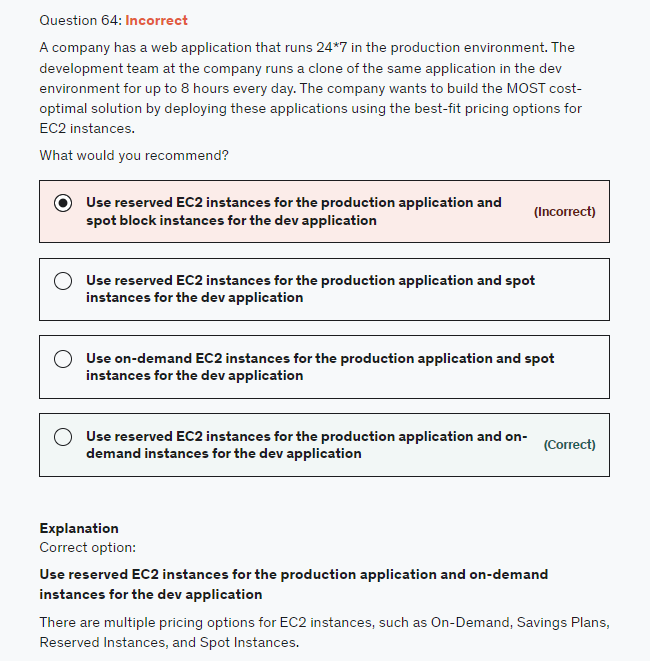 Question 64: Incorrect
A company has a web application that runs 24*7 in the production environment. The
development team at the company runs a clone of the same application in the dev
environment for up to 8 hours every day. The company wants to build the MOST cost-
optimal solution by deploying these applications using the best-fit pricing options for
EC2 instances.
What would you recommend?
Use reserved EC2 instances for the production application and
spot block instances for the dev application
(Incorrect)
Use reserved EC2 instances for the production application and spot
instances for the dev application
Use on-demand EC2 instances for the production application and spot
instances for the dev application
Use reserved EC2 instances for the production application and on-
demand instances for the dev application
(Correct)
Explanation
Correct option:
Use reserved EC2 instances for the production application and on-demand
instances for the dev application
There are multiple pricing options for EC2 instances, such as On-Demand, Savings Plans,
Reserved Instances, and Spot Instances.